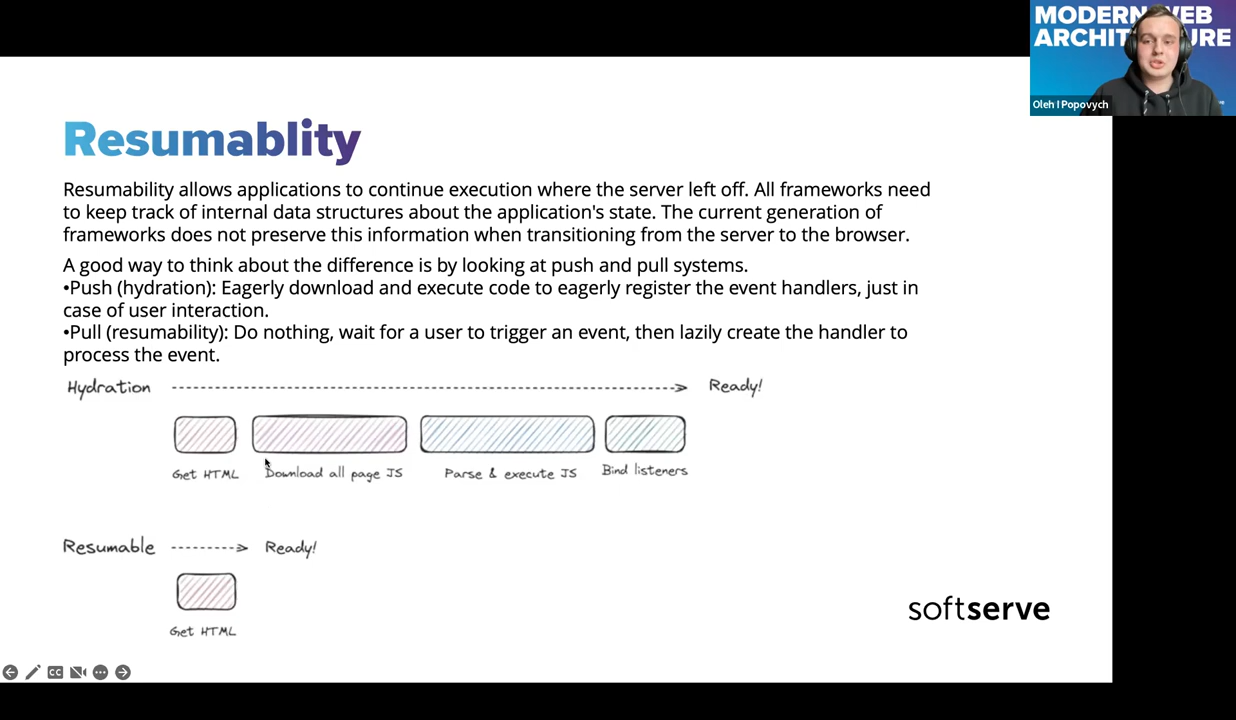 MODERN WEB
ARCHIT URE
Oleh I Popovych
Resumablity
Resumability allows applications to continue execution where the server left off. All frameworks need
to keep track of internal data structures about the application's state. The current generation of
frameworks does not preserve this information when transitioning from the server to the browser.
A good way to think about the difference is by looking at push and pull systems.
•Push (hydration): Eagerly download and execute code to eagerly register the event handlers, just in
case of user interaction.
•Pull (resumability): Do nothing, wait for a user to trigger an event, then lazily create the handler to
process the event.
Hydration Ready!
Get HTML Download all page JS Parse & execute JS Bind listeners
Resumable Ready!
Get HTML
softserve
CC